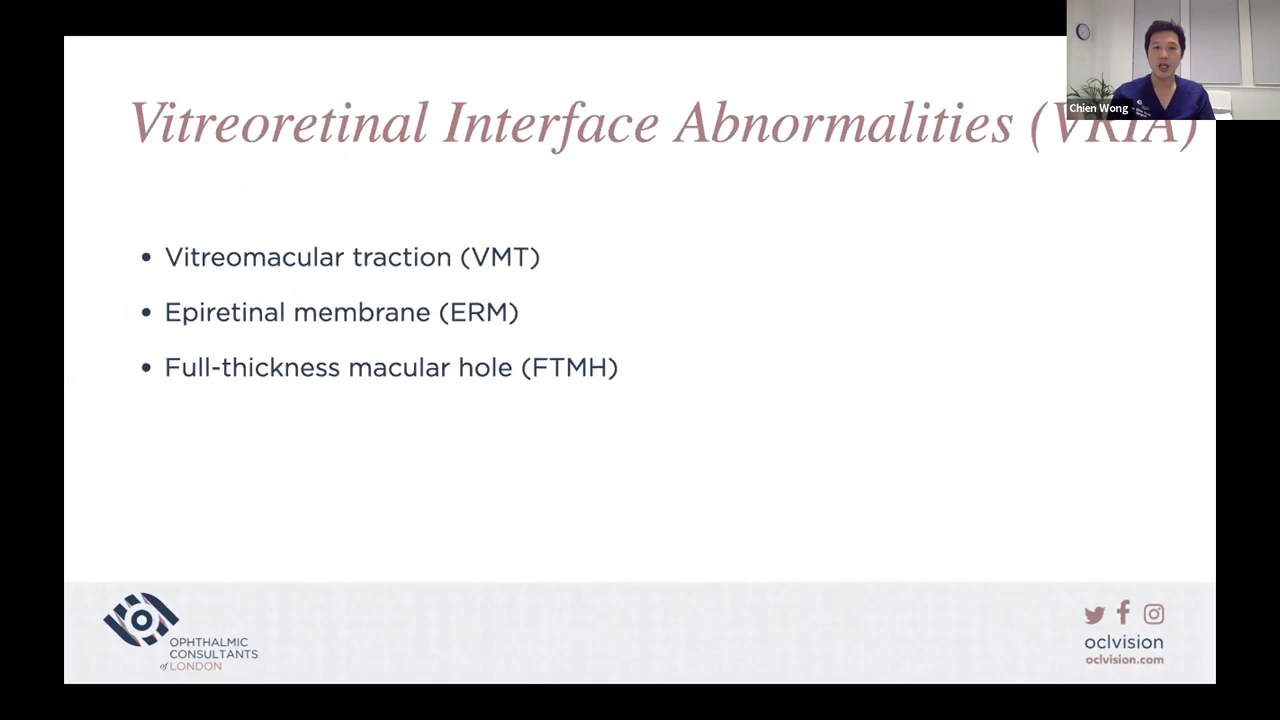 Vitreoretinal Interface Abnormalities (VRIA)
Chien Wong
• Vitreomacular traction (VMT)
• Epiretinal membrane (ERM)
• Full-thickness macular hole (FTMH)
OPHTHALMIC
CONSULTANTS
of LONDON
oclvision
oclvision.com